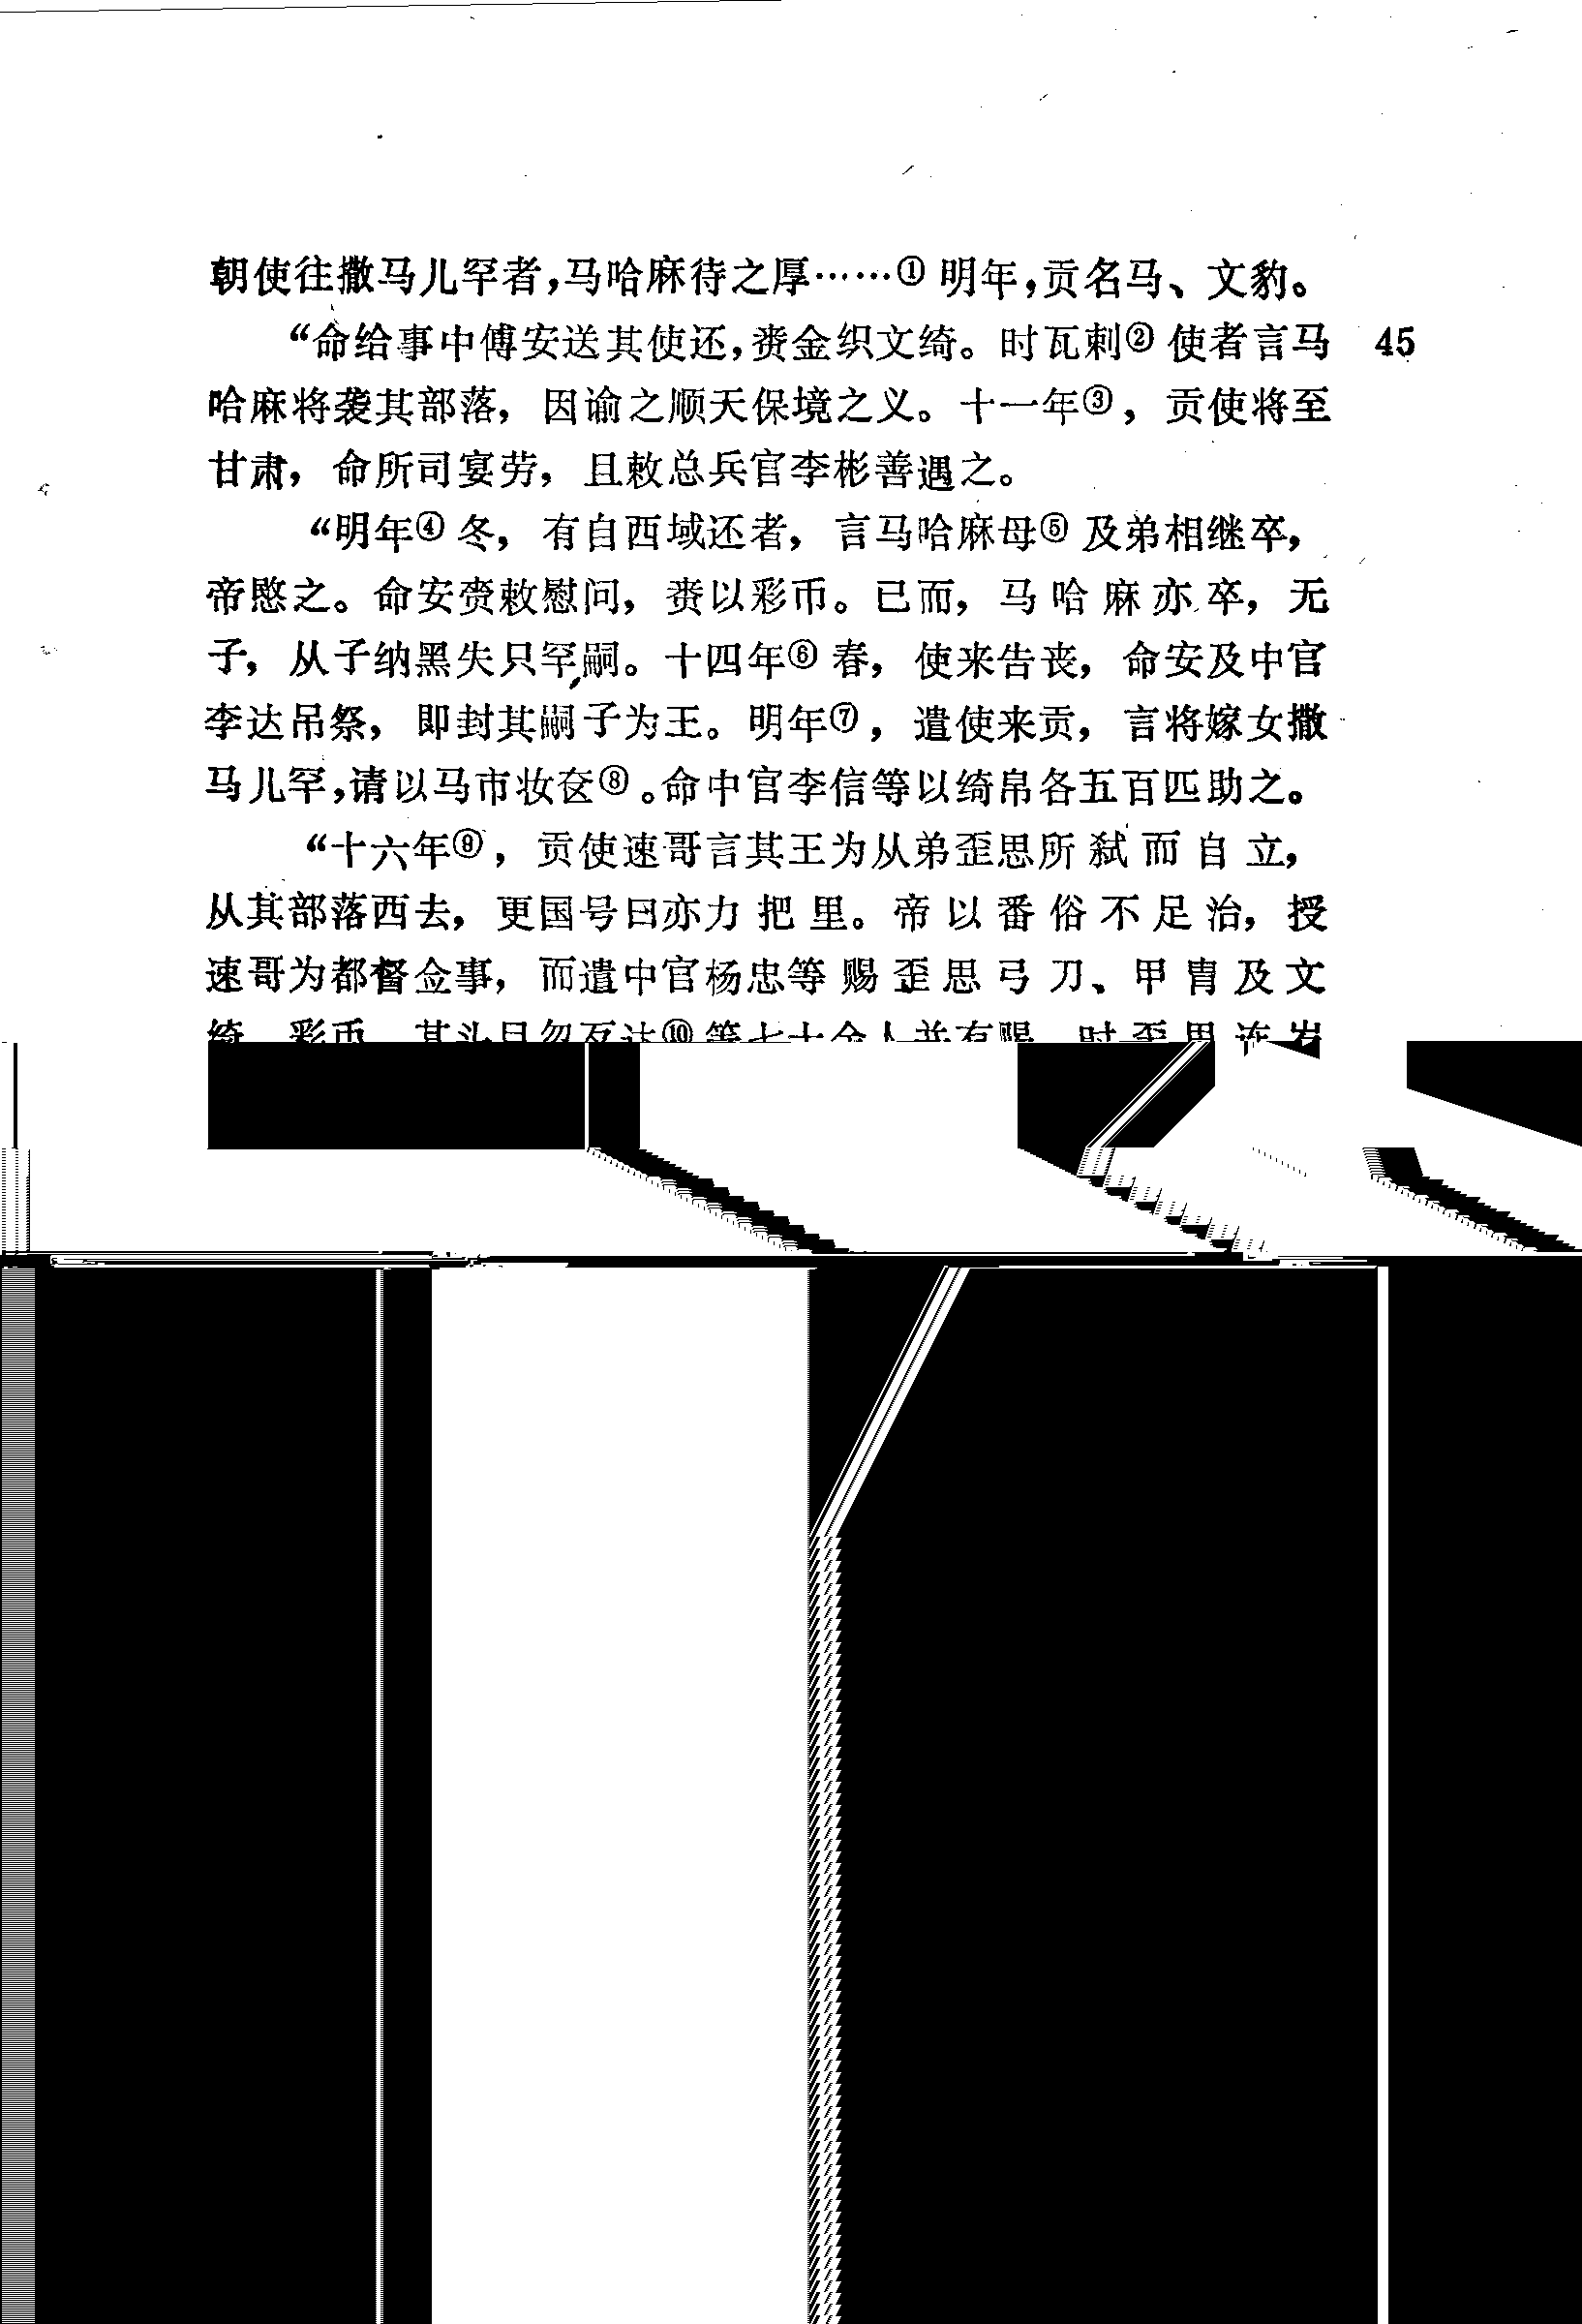 朝使往撒马儿罕者，马哈麻待之厚……① 明年，贡名马、文豹。
“命给事中傅安送其使还，赍金织文绮。时瓦剌② 使者言马 45
哈麻将袭其部落，因谕之顺天保境之义。十一年③，贡使将至
甘肃，命所司宴劳，且敕总兵官李彬善遇之。
“明年④ 冬，有自西域还者，言马哈麻母⑤ 及弟相继卒，
帝愍之。命安赍敕慰问，赉以彩币。已而，马哈麻亦卒，无
子，从子纳黑失只罕嗣。十四年⑥ 春，使来告丧，命安及中官
李达吊祭，即封其嗣子为王。明年⑦，遣使来贡，言将嫁女撒
马儿罕，请以马市妆奁⑧。命中官李信等以绮帛各五百匹助之。
“十六年⑨，贡使速哥言其王为从弟歪思所弑而自立，
从其部落西去，更国号曰亦力把里。帝以番俗不足治，授
速哥为都督佥事，而遣中官杨忠等赐歪思弓刀、甲胄及文
绮、彩币，其头目忽歹达⑩ 等七十余人并有赐